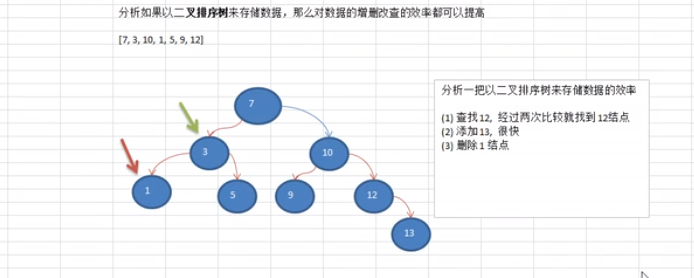 分析如果以二叉排序树来存储数据，那么对数据的增删改查的效率都可以提高
[7, 3, 10, 1, 5, 9, 12]
分析一把以二叉排序树来存储数据的效率
(1) 查找12, 经过两次比较就找到 12结点
(2) 添加13, 很快
(3) 删除 1 结点
7
3
10
1
5
9
12
13